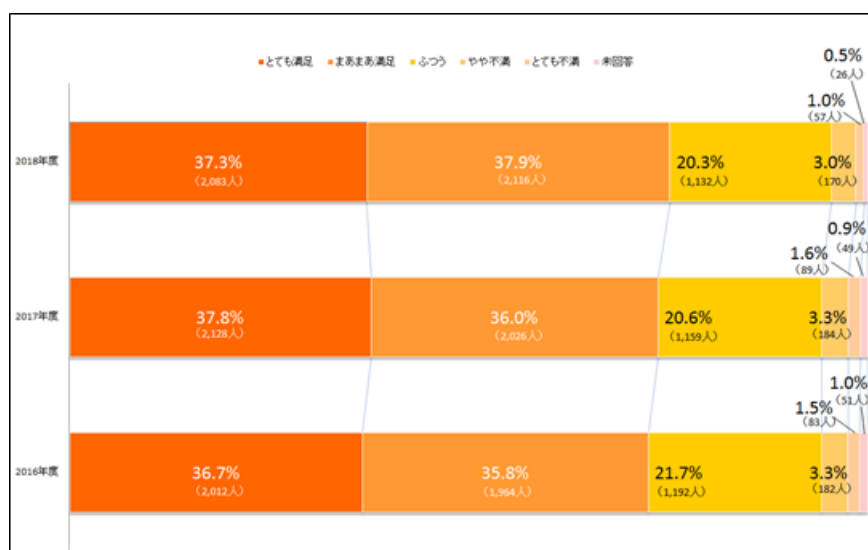 ■とても満足 ■まあまあ満足 ■ふつう ■やや不満 ■とても不満 ■未回答
0.5%
(26人)
1.0%
(57人)
2018年度
37.3%
(2,083人)
37.9%
(2,116人)
20.3%
(1,132人)
3.0%
(170人)
0.9%
(49人)
1.6%
(89人)
2017年度
37.8%
(2,128人)
36.0%
(2,026人)
20.6%
(1,159人)
3.3%
(184人)
1.0%
(51人)
1.5%
(83人)
2016年度
36.7%
(2,012人)
35.8%
(1,964人)
21.7%
(1,192人)
3.3%
(182人)